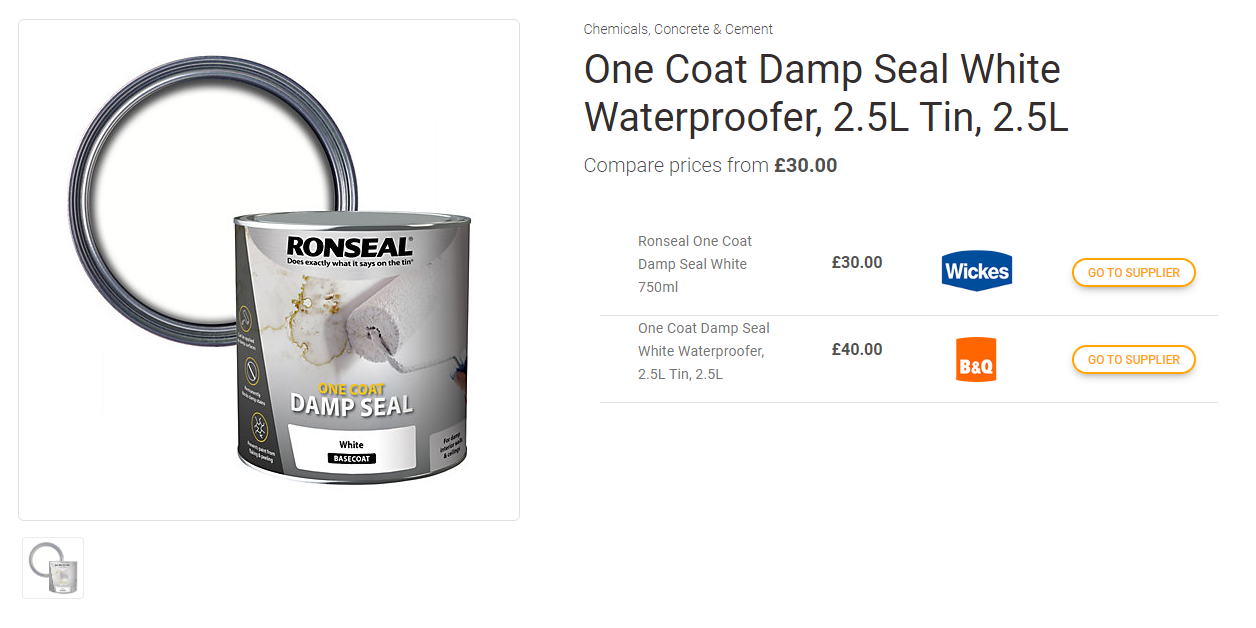 Chemicals, Concrete & Cement
One Coat Damp Seal White
Waterproofer, 2.5L Tin, 2.5L
Compare prices from £30.00
Ronseal One Coat
Damp Seal White
750ml
£30.00
Wickes
GO TO SUPPLIER
One Coat Damp Seal
White Waterproofer,
2.5L Tin, 2.5L
£40.00
B&Q
GO TO SUPPLIER
RONSEAL®
Does exactly what it says on the tin®
ONE COAT
DAMP SEAL
White
BASECOAT
For damp
interior walls
& ceilings